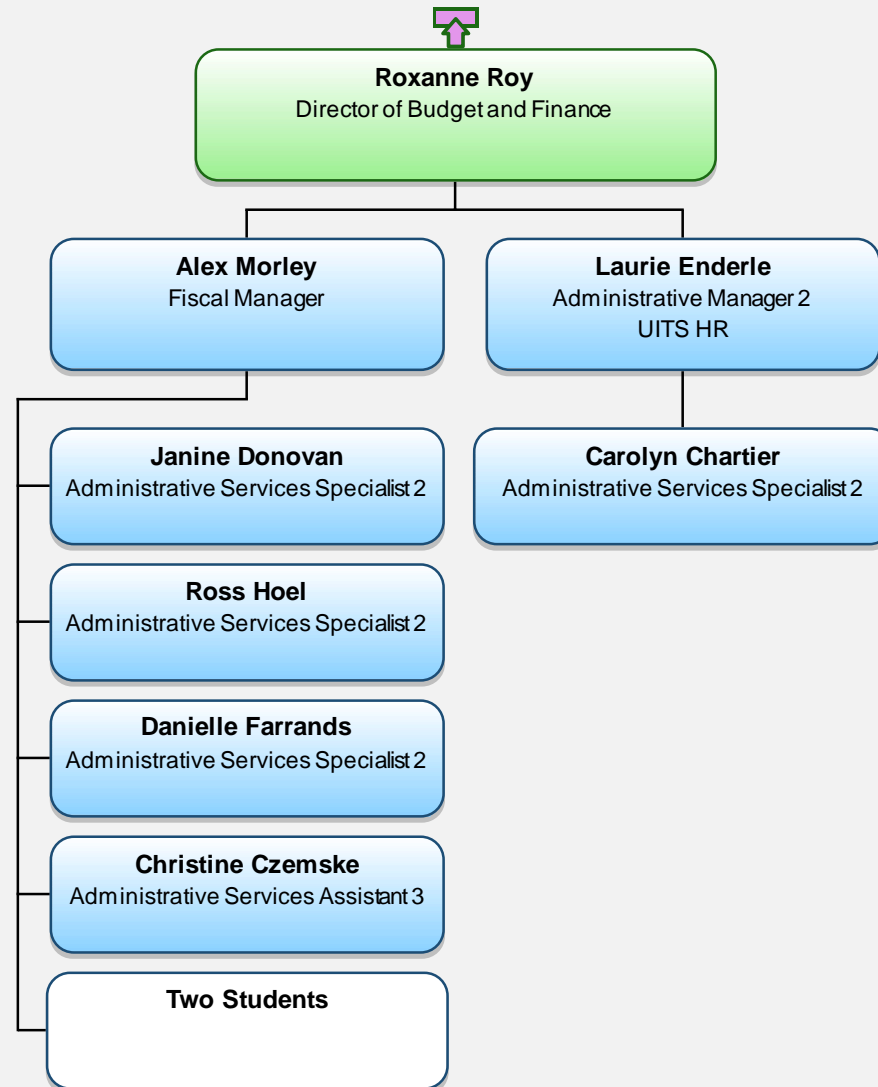 Roxanne Roy
Director of Budget and Finance
Alex Morley
Fiscal Manager
Laurie Enderle
Administrative Manager 2
UITS HR
Janine Donovan
Administrative Services Specialist 2
Carolyn Chartier
Administrative Services Specialist 2
Ross Hoel
Administrative Services Specialist 2
Danielle Farrands
Administrative Services Specialist 2
Christine Czemske
Administrative Services Assistant 3
Two Students